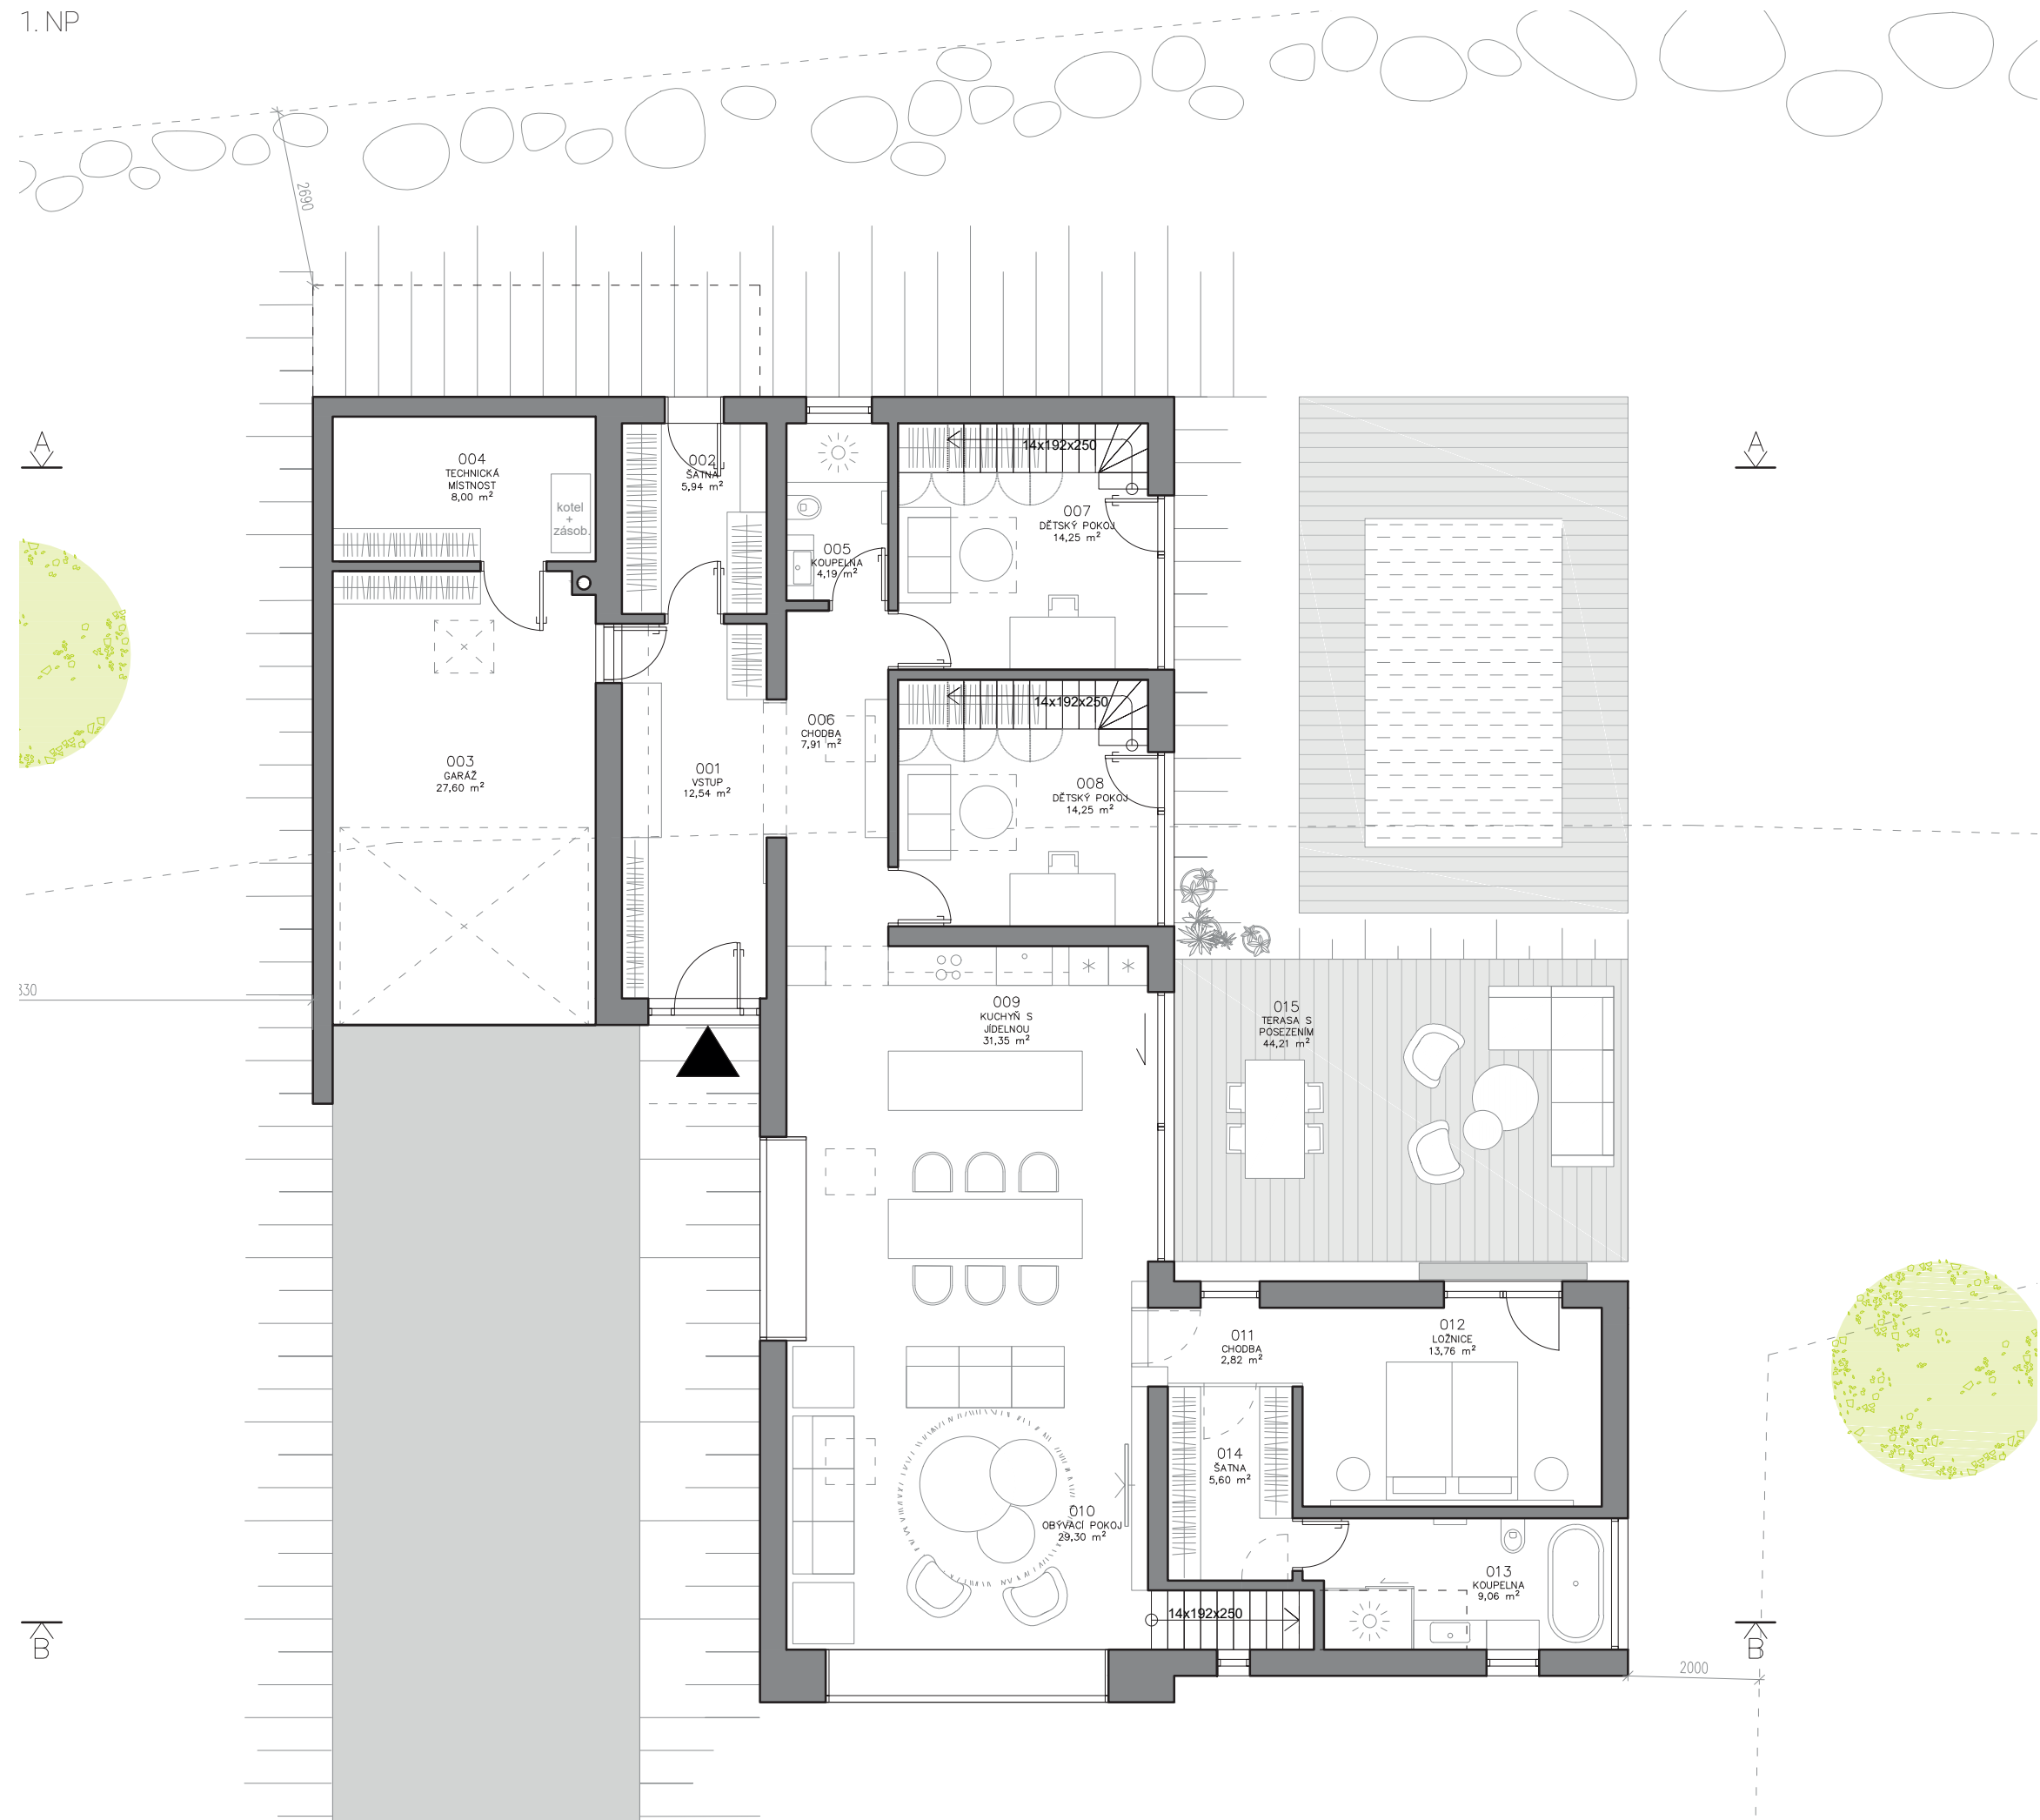 1. NP
2690
A
A
004
TECHNICKÁ
MÍSTNOST
8,00 m²
kotel
+
zásob.
002
ŠATNA
5,94 m²
005
KOUPELNA
4,19 m²
14x192x250
007
DĚTSKÝ POKOJ
14,25 m²
14x192x250
006
CHODBA
7,91 m²
003
GARÁŽ
27,60 m²
001
VSTUP
12,54 m²
008
DĚTSKÝ POKOJ
14,25 m²
009
KUCHYŇ S
JÍDELNOU
31,35 m²
015
TERASA S
POSEZENÍM
44,21 m²
011
CHODBA
2,82 m²
012
LOŽNICE
13,76 m²
014
ŠATNA
5,60 m²
010
OBÝVACÍ POKOJ
29,30 m²
013
KOUPELNA
9,06 m²
14x192x250
B
B
2000